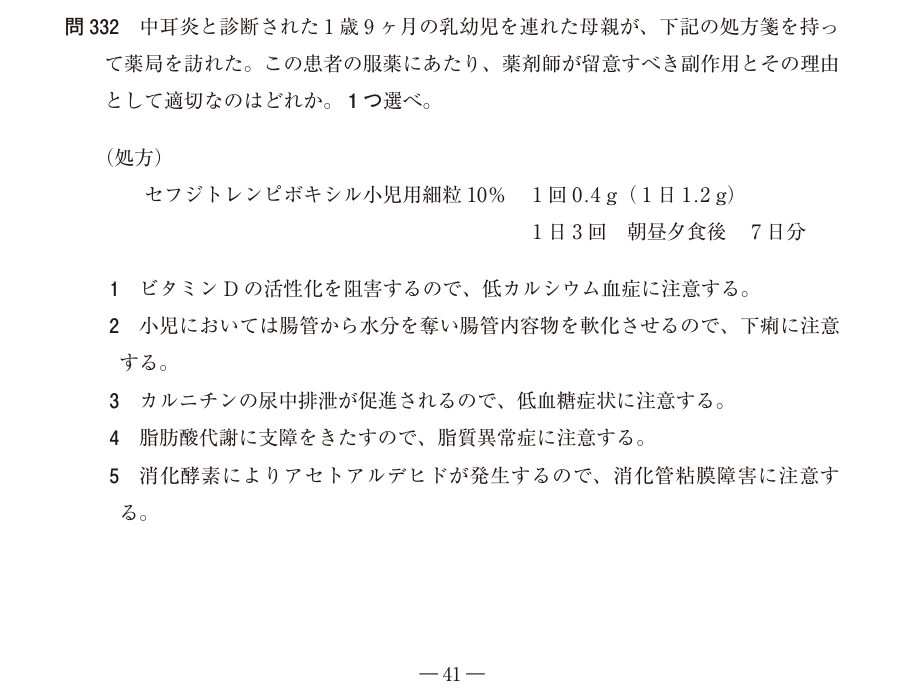 問 332　中耳炎と診断された 1 歳 9 ヶ月の乳幼児を連れた母親が、下記の処方箋を持っ
て薬局を訪れた。この患者の服薬にあたり、薬剤師が留意すべき副作用とその理由
として適切なのはどれか。1つ選べ。
（処方）
セフジトレンピボキシル小児用細粒 10%　1 回 0.4 g（1 日 1.2 g）
1 日 3 回　朝昼夕食後　7 日分
1　ビタミン D の活性化を阻害するので、低カルシウム血症に注意する。
2　小児においては腸管から水分を奪い腸管内容物を軟化させるので、下痢に注意
する。
3　カルニチンの尿中排泄が促進されるので、低血糖症状に注意する。
4　脂肪酸代謝に支障をきたすので、脂質異常症に注意する。
5　消化酵素によりアセトアルデヒドが発生するので、消化管粘膜障害に注意す
る。
— 41 —